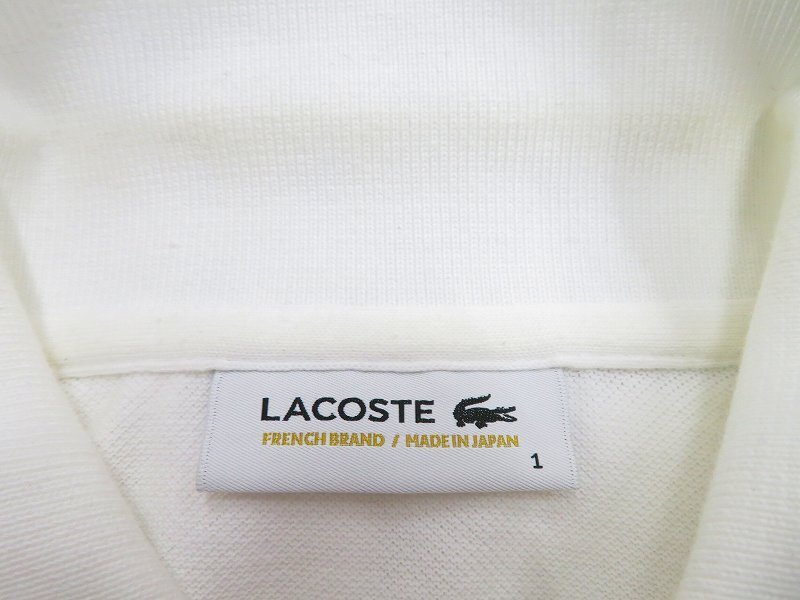 LACOSTE
FRENCH BRAND / MADE IN JAPAN
1